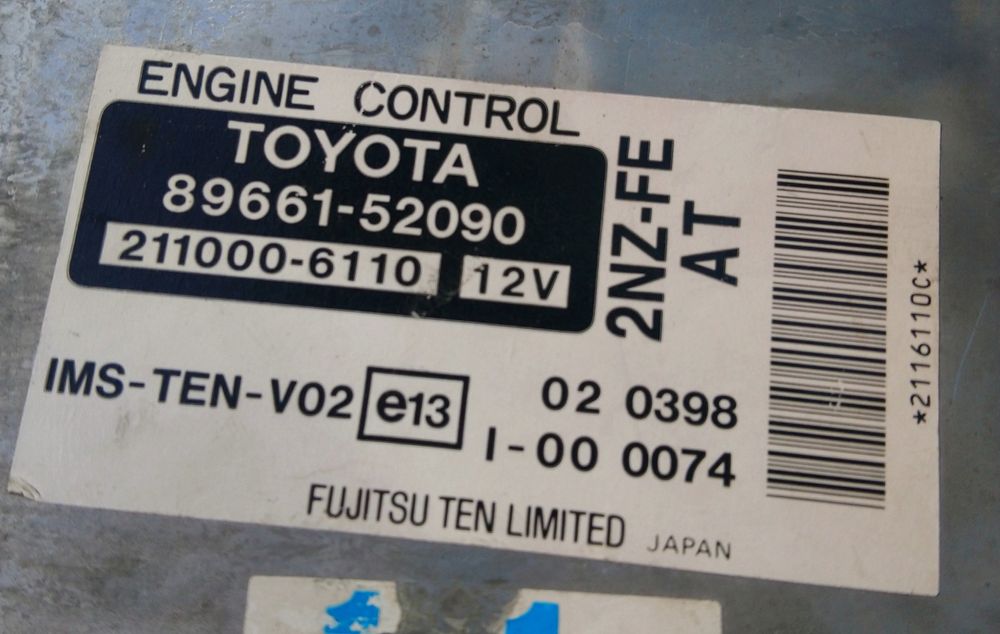 ENGINE CONTROL
TOYOTA
89661-52090
211000-6110 12V
2NZ-FE
AT
IMS-TEN-V02 e13 02 0398
I-00 0074
FUJITSU TEN LIMITED JAPAN
*2116110C*